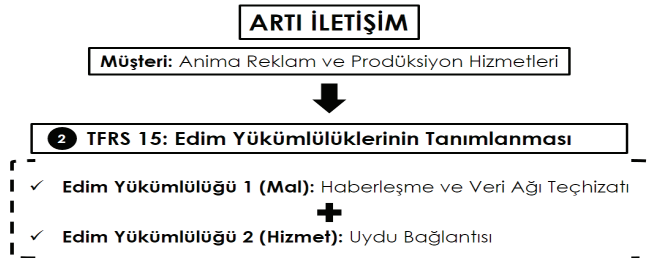 ARTI İLETİŞİM
Müşteri: Anima Reklam ve Prodüksiyon Hizmetleri
2 TFRS 15: Edim Yükümlülüklerinin Tanımlanması
✓ Edim Yükümlülüğü 1 (Mal): Haberleşme ve Veri Ağı Teçhizatı
+
✓ Edim Yükümlülüğü 2 (Hizmet): Uydu Bağlantısı